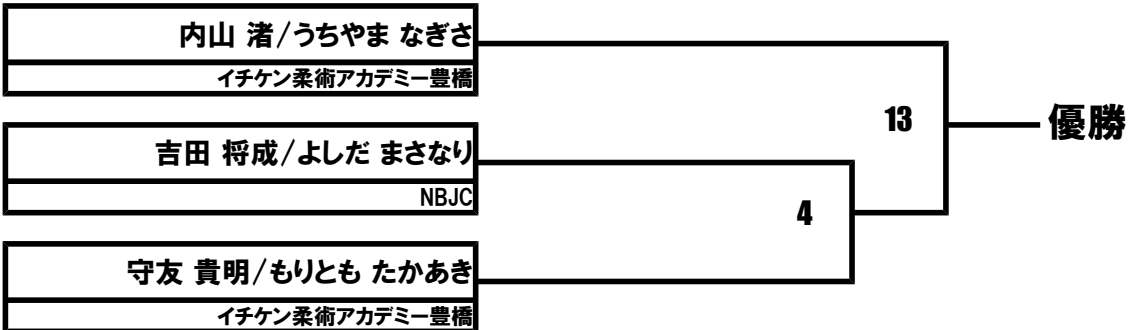 内山 渚/うちやま なぎさ
イチケン柔術アカデミー豊橋
13
優勝
吉田 将成/よしだ まさなり
NBJC
4
守友 貴明/もりとも たかあき
イチケン柔術アカデミー豊橋